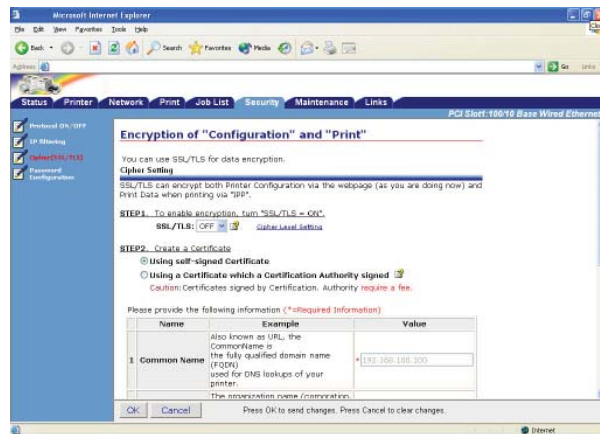 Microsoft Internet Explorer
File Edit View Favorites Tools Help
Back Search Favorites Media
Address Go Links
Status Printer Network Print Job List Security Maintenance Links
PCI Slot1:100/10 Base Wired Ethernet
Protocol ON/OFF
IP filtering
Cipher(SSL/TLS)
Password
Configuration
Encryption of "Configuration" and "Print"
You can use SSL/TLS for data encryption.
Cipher Setting
SSL/TLS can encrypt both Printer Configuration via the webpage (as you are doing now) and
Print Data when printing via "IPP".
STEP1. To enable encryption, turn "SSL/TLS = ON".
SSL/TLS: OFF Cipher Level Setting
STEP2. Create a Certificate
Using self-signed Certificate
Using a Certificate which a Certification Authority signed
Caution:Certificates signed by Certification. Authority require a fee.
Please provide the following information (*=Required Information)
Name Example Value
Also known as URL, the
CommonName is
the fully qualified domain name
(FQDN)
used for DNS lookups of your
printer.
1 Common Name * 192.168.100.100
The organization name (corporation,
OK Cancel Press OK to send changes. Press Cancel to clear changes.
Internet